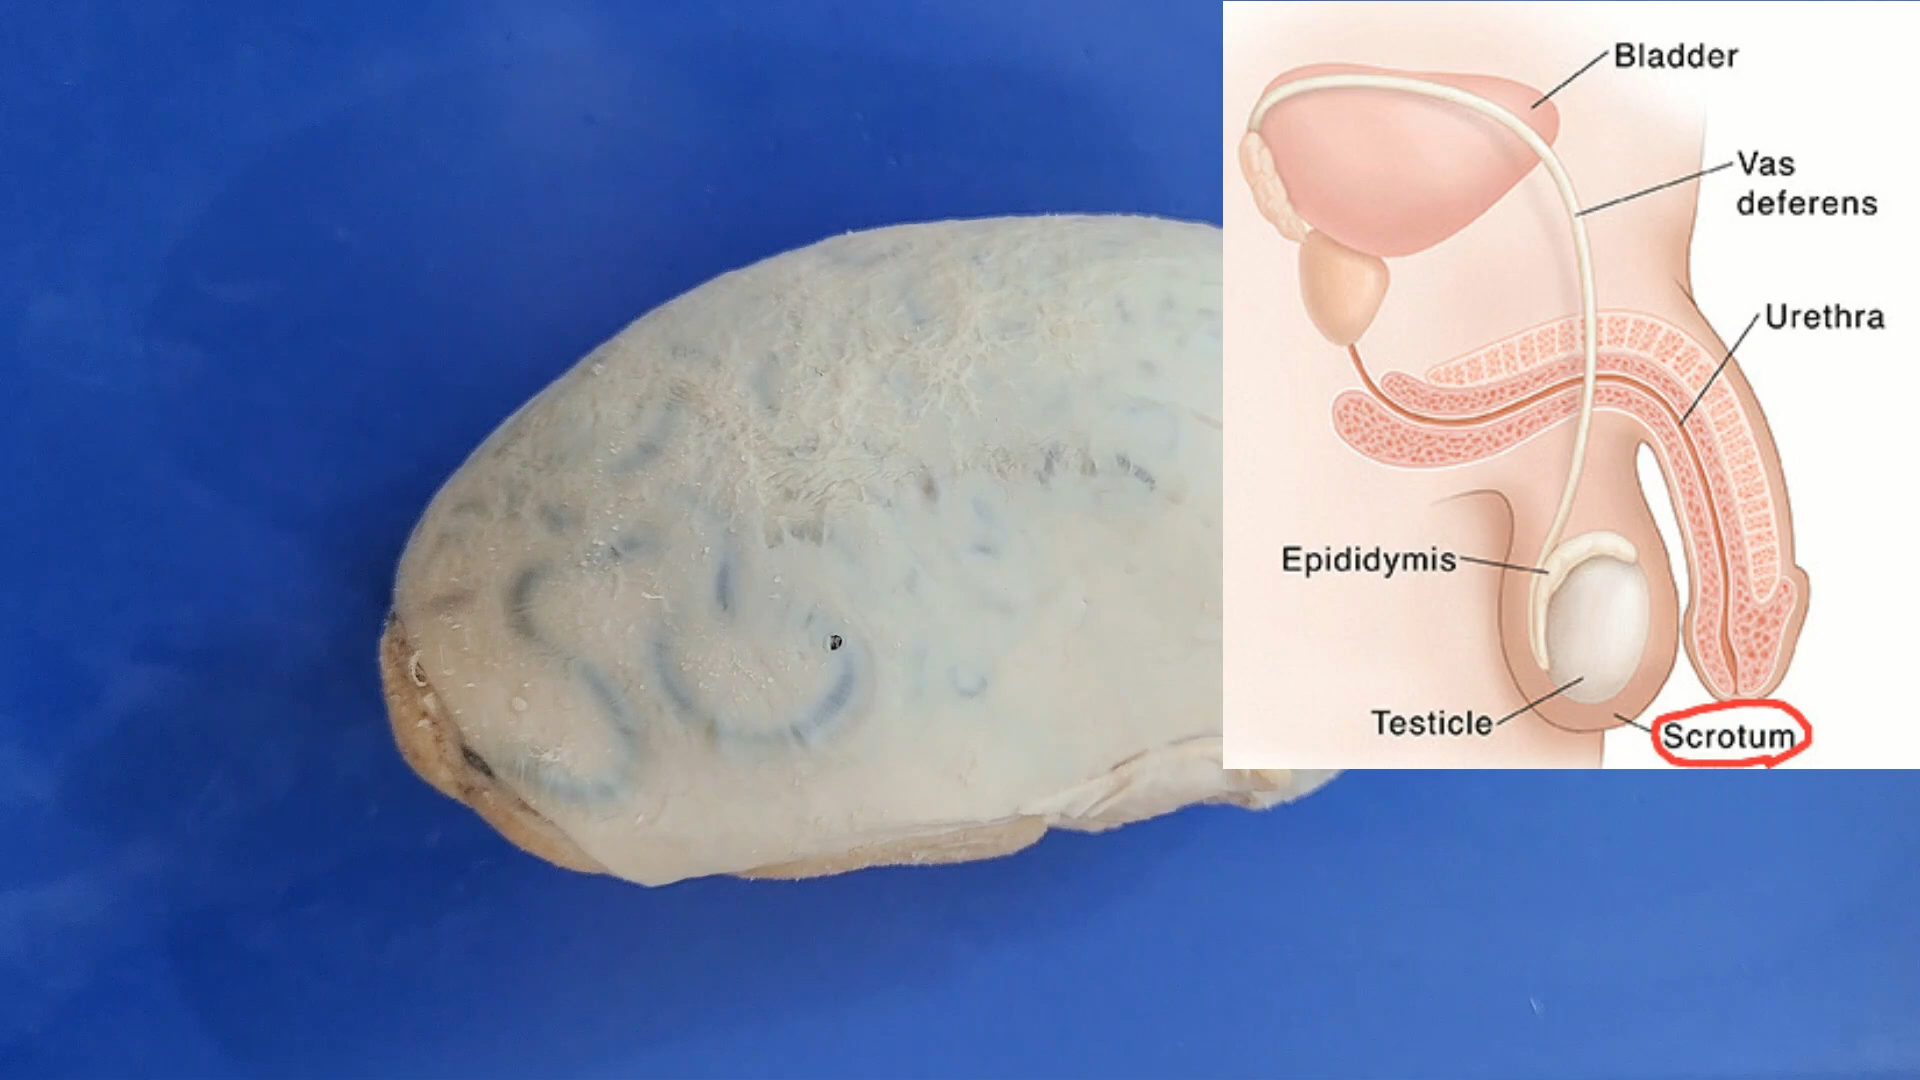 Bladder
Vas
deferens
Urethra
Epididymis
Testicle
Scrotum